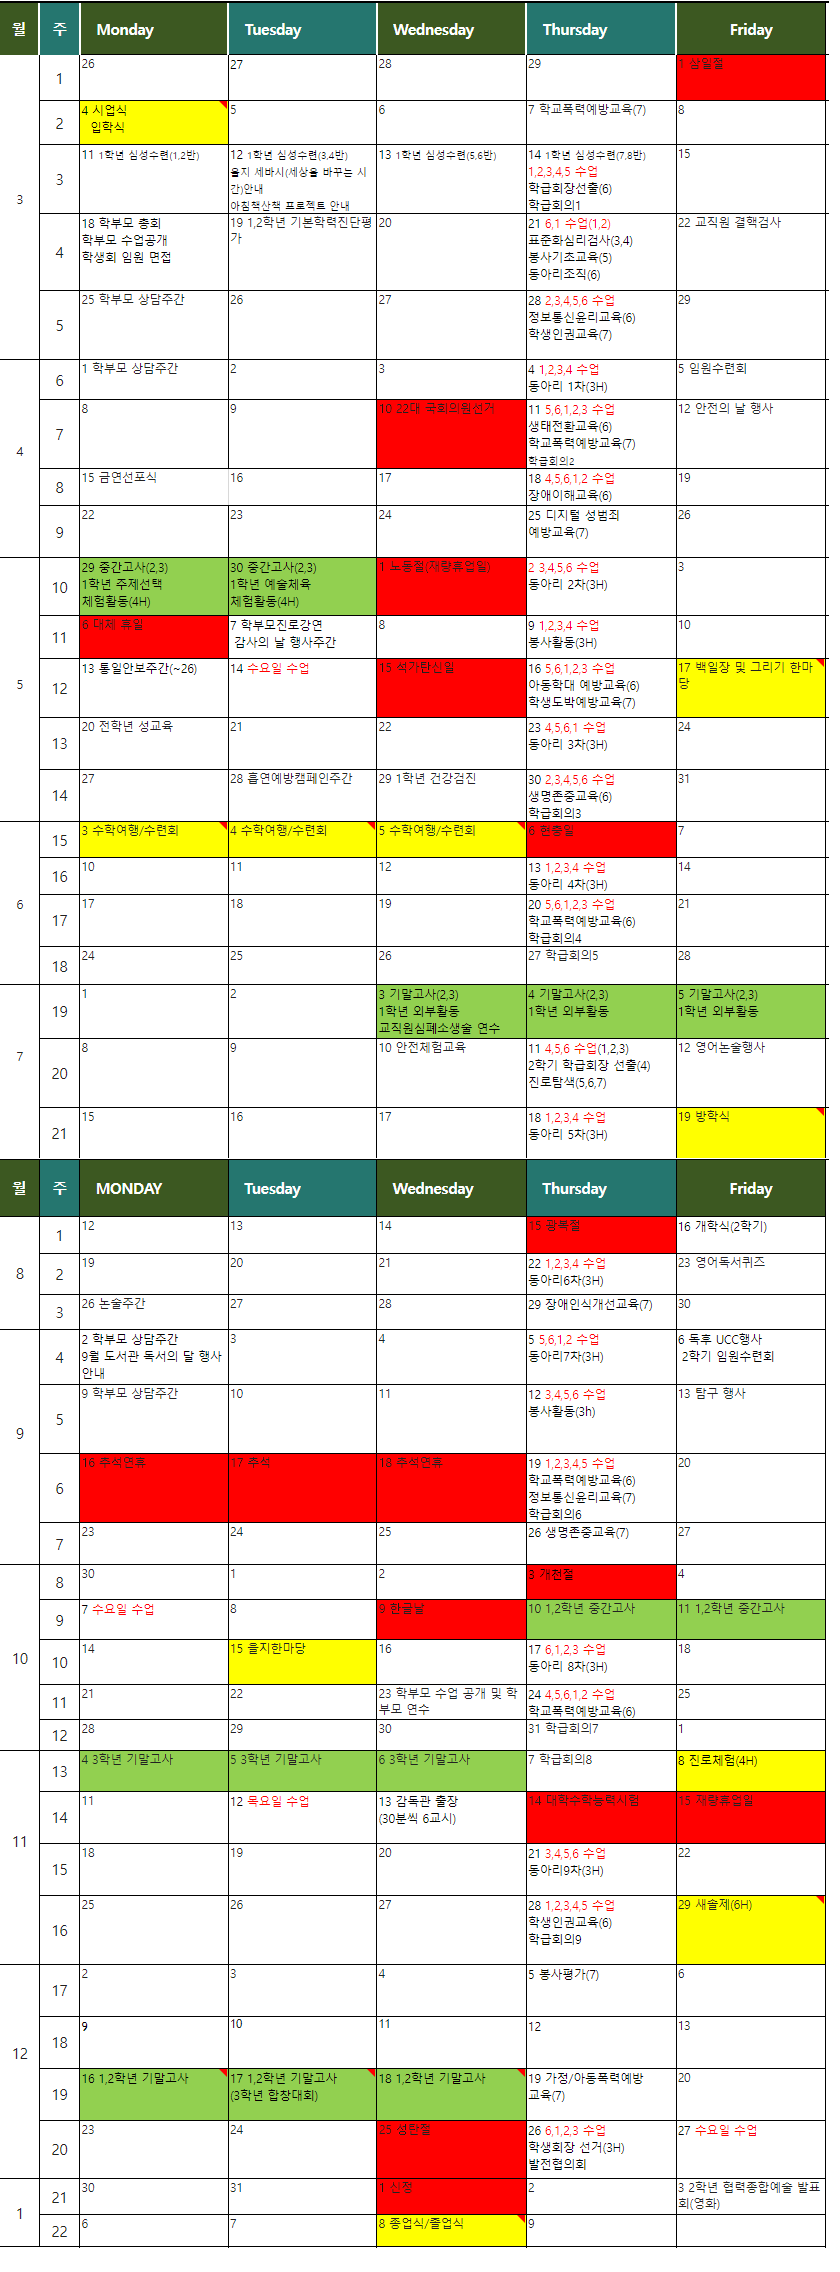 월 주 Monday Tuesday Wednesday Thursday Friday
3
1
26
27
28
29
1 삼일절
2
4 시업식
입학식
5
6
7 학교폭력예방교육(7)
8
3
11 1학년 심성수련(1,2반)
12 1학년 심성수련(3,4반)
을지 세바시(세상을 바꾸는 시
간)안내
아침책산책 프로젝트 안내
13 1학년 심성수련(5,6반)
14 1학년 심성수련(7,8반)
1,2,3,4,5 수업
학급회장선출(6)
학급회의1
15
4
18 학부모 총회
학부모 수업공개
학생회 임원 면접
19 1,2학년 기본학력진단평
가
20
21 6,1 수업(1,2)
표준화심리검사(3,4)
봉사기초교육(5)
동아리조직(6)
22 교직원 결핵검사
5
25 학부모 상담주간
26
27
28 2,3,4,5,6 수업
정보통신윤리교육(6)
학생인권교육(7)
29
4
6
1 학부모 상담주간
2
3
4 1,2,3,4 수업
동아리 1차(3H)
5 임원수련회
7
8
9
10 22대 국회의원선거
11 5,6,1,2,3 수업
생태전환교육(6)
학교폭력예방교육(7)
학급회의2
12 안전의 날 행사
8
15 금연선포식
16
17
18 4,5,6,1,2 수업
장애이해교육(6)
19
9
22
23
24
25 디지털 성범죄
예방교육(7)
26
5
10
29 중간고사(2,3)
1학년 주제선택
체험활동(4H)
30 중간고사(2,3)
1학년 예술체육
체험활동(4H)
1 노동절(재량휴업일)
2 3,4,5,6 수업
동아리 2차(3H)
3
11
6 대체 휴일
7 학부모진로강연
감사의 날 행사주간
8
9 1,2,3,4 수업
봉사활동(3H)
10
12
13 통일안보주간(~26)
14 수요일 수업
15 석가탄신일
16 5,6,1,2,3 수업
아동학대 예방교육(6)
학생도박예방교육(7)
17 백일장 및 그리기 한마
당
13
20 전학년 성교육
21
22
23 4,5,6,1 수업
동아리 3차(3H)
24
14
27
28 흡연예방캠페인주간
29 1학년 건강검진
30 2,3,4,5,6 수업
생명존중교육(6)
학급회의3
31
6
15
3 수학여행/수련회
4 수학여행/수련회
5 수학여행/수련회
6 현충일
7
16
10
11
12
13 1,2,3,4 수업
동아리 4차(3H)
14
17
17
18
19
20 5,6,1,2,3 수업
학교폭력예방교육(6)
학급회의4
21
18
24
25
26
27 학급회의5
28
7
19
1
2
3 기말고사(2,3)
1학년 외부활동
교직원심폐소생술 연수
4 기말고사(2,3)
1학년 외부활동
5 기말고사(2,3)
1학년 외부활동
20
8
9
10 안전체험교육
11 4,5,6 수업(1,2,3)
2학기 학급회장 선출(4)
진로탐색(5,6,7)
12 영어논술행사
21
15
16
17
18 1,2,3,4 수업
동아리 5차(3H)
19 방학식
월 주 MONDAY Tuesday Wednesday Thursday Friday
8
1
12
13
14
15 광복절
16 개학식(2학기)
2
19
20
21
22 1,2,3,4 수업
동아리6차(3H)
23 영어독서퀴즈
3
26 논술주간
27
28
29 장애인식개선교육(7)
30
9
4
2 학부모 상담주간
9월 도서관 독서의 달 행사
안내
3
4
5 5,6,1,2 수업
동아리7차(3H)
6 독후 UCC행사
2학기 임원수련회
5
9 학부모 상담주간
10
11
12 3,4,5,6 수업
봉사활동(3h)
13 탐구 행사
6
16 추석연휴
17 추석
18 추석연휴
19 1,2,3,4,5 수업
학교폭력예방교육(6)
정보통신윤리교육(7)
학급회의6
20
7
23
24
25
26 생명존중교육(7)
27
10
8
30
1
2
3 개천절
4
9
7 수요일 수업
8
9 한글날
10 1,2학년 중간고사
11 1,2학년 중간고사
10
14
15 을지한마당
16
17 6,1,2,3 수업
동아리 8차(3H)
18
11
21
22
23 학부모 수업 공개 및 학
부모 연수
24 4,5,6,1,2 수업
학교폭력예방교육(6)
25
12
28
29
30
31 학급회의7
1
11
13
4 3학년 기말고사
5 3학년 기말고사
6 3학년 기말고사
7 학급회의8
8 진로체험(4H)
14
11
12 목요일 수업
13 감독관 출장
(30분씩 6교시)
14 대학수학능력시험
15 재량휴업일
15
18
19
20
21 3,4,5,6 수업
동아리9차(3H)
22
16
25
26
27
28 1,2,3,4,5 수업
학생인권교육(6)
학급회의9
29 새솔제(6H)
12
17
2
3
4
5 봉사평가(7)
6
18
9
10
11
12
13
19
16 1,2학년 기말고사
17 1,2학년 기말고사
(3학년 합창대회)
18 1,2학년 기말고사
19 가정/아동폭력예방
교육(7)
20
20
23
24
25 성탄절
26 6,1,2,3 수업
학생회장 선거(3H)
발전협의회
27 수요일 수업
1
21
30
31
1 신정
2
3 2학년 협력종합예술 발표
회(영화)
22
6
7
8 종업식/졸업식
9